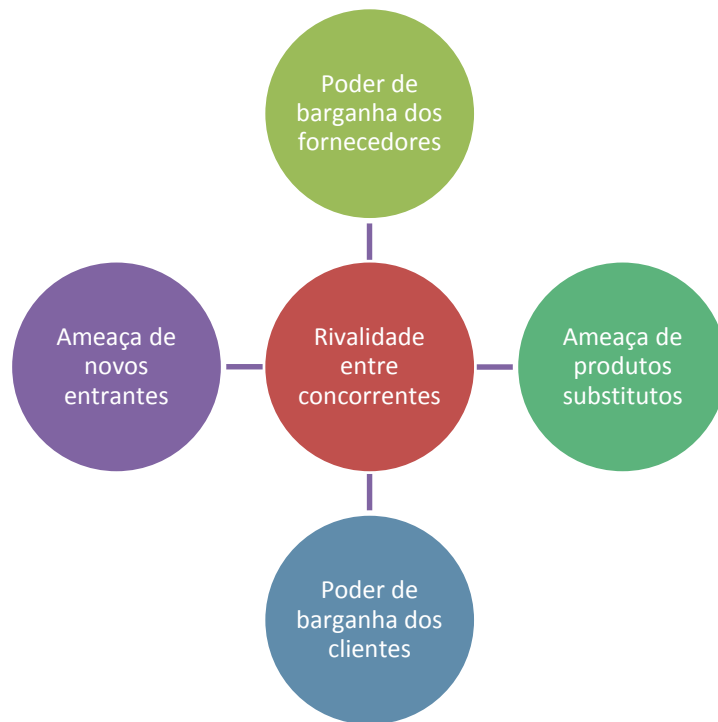 Poder de
barganha dos
fornecedores
Ameaça de
novos
entrantes
Rivalidade
entre
concorrentes
Ameaça de
produtos
substitutos
Poder de
barganha dos
clientes